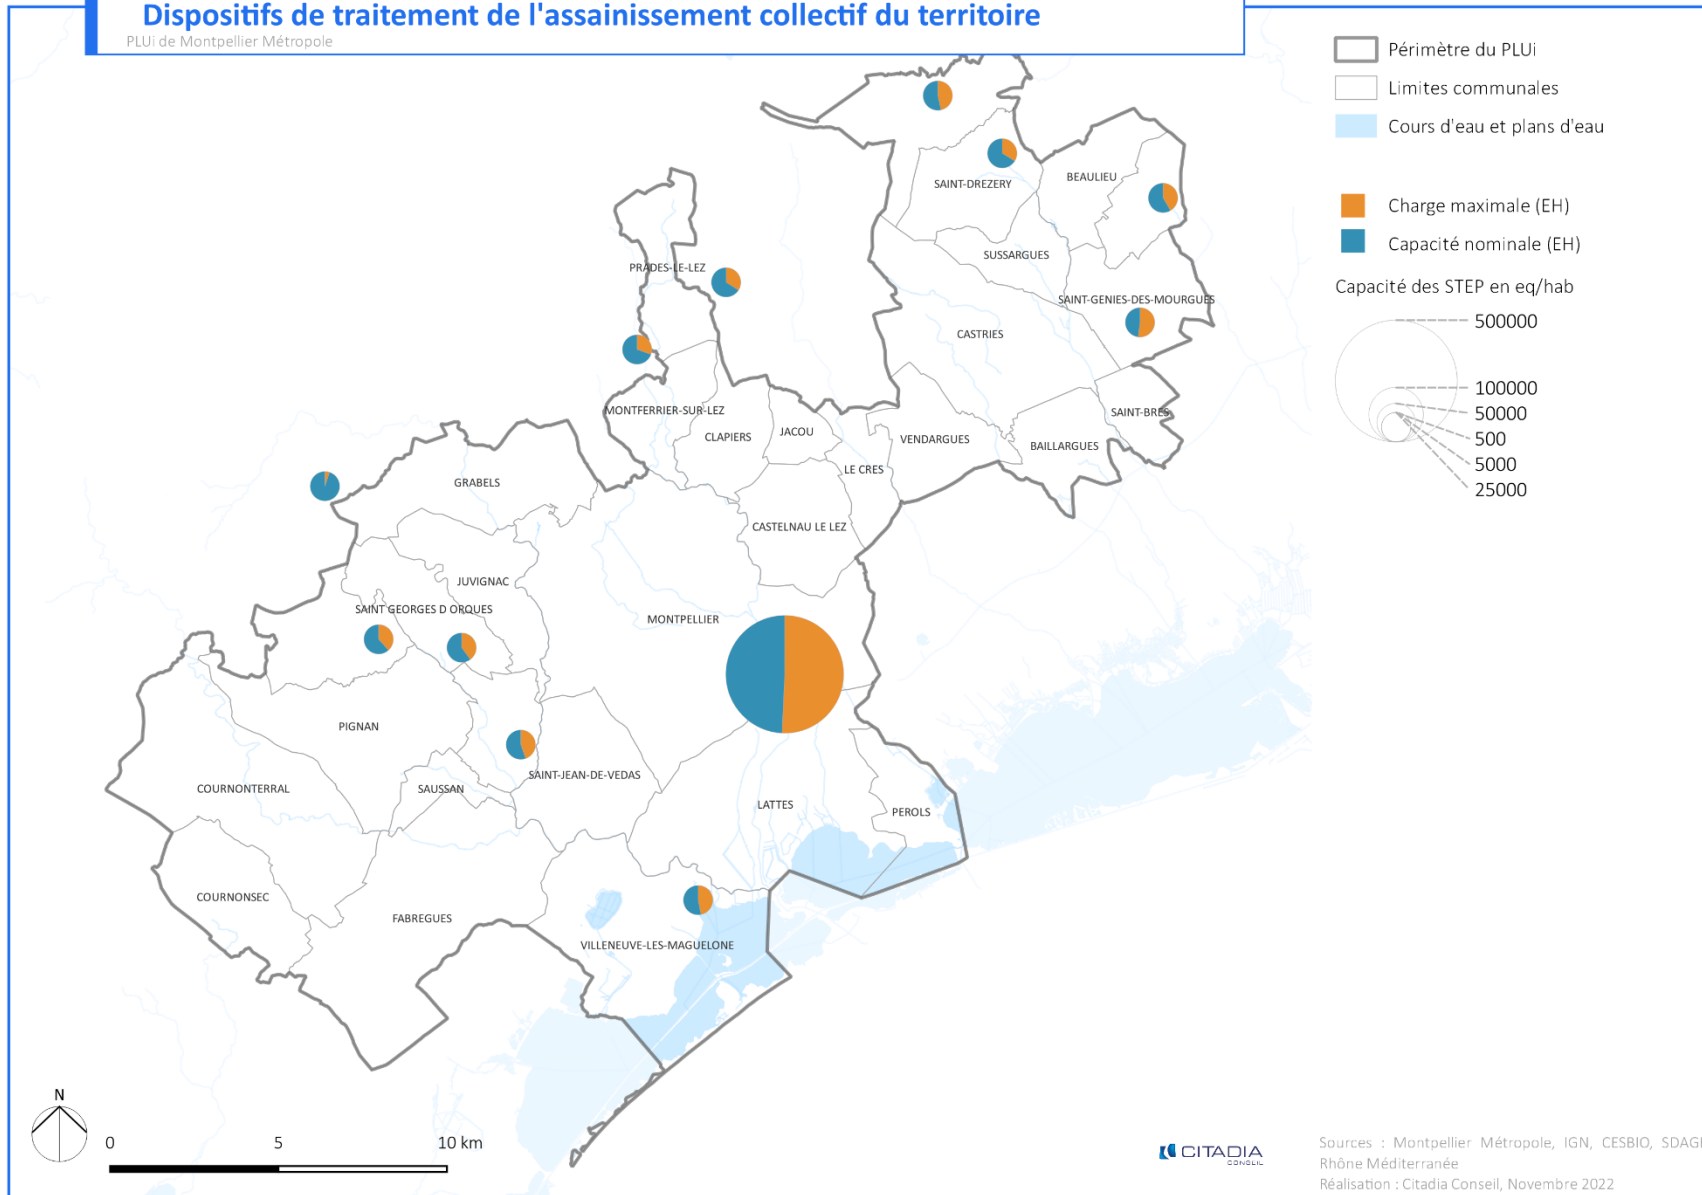 Dispositifs de traitement de l'assainissement collectif du territoire
PLUi de Montpellier Métropole
Périmètre du PLUi
Limites communales
Cours d'eau et plans d'eau
Charge maximale (EH)
Capacité nominale (EH)
Capacité des STEP en eq/hab
500000
100000
50000
500
5000
25000
SAINT-DREZERY
BEAULIEU
SUSSARGUES
PRADES-LE-LEZ
SAINT-GENIES-DES-MOURGUES
CASTRIES
MONTFERRIER-SUR-LEZ
SAINT-BRES
CLAPIERS
JACOU
VENDARGUES
BAILLARGUES
LE CRES
GRABELS
CASTELNAU LE LEZ
JUVIGNAC
SAINT GEORGES D ORQUES
MONTPELLIER
PIGNAN
SAINT-JEAN-DE-VEDAS
COURNONTERRAL
SAUSSAN
LATTES
PEROLS
COURNONSEC
FABREGUES
VILLENEUVE-LES-MAGUELONE
N
0 5 10 km
CITADIA
CONSEIL
Sources : Montpellier Métropole, IGN, CESBIO, SDAGE
Rhône Méditerranée
Réalisation : Citadia Conseil, Novembre 2022